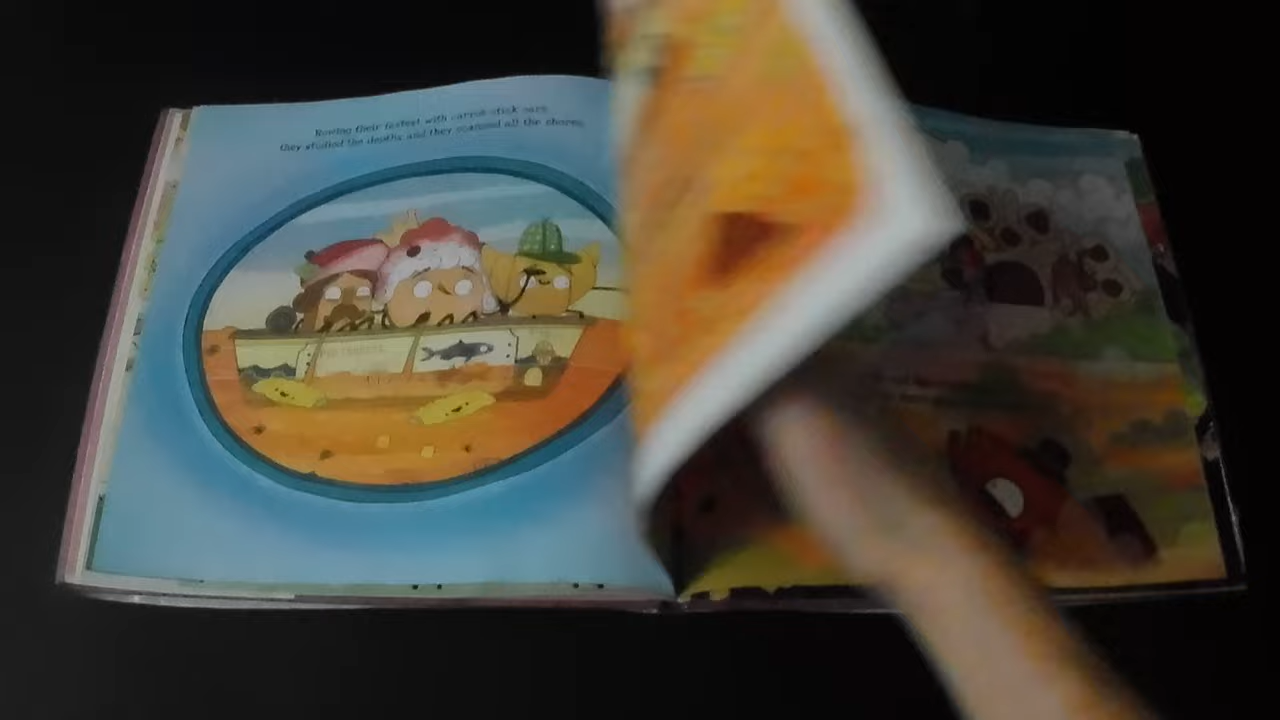 Rowing their fastest with carrot stick oars,
they studied the depths and they scanned all the shores.